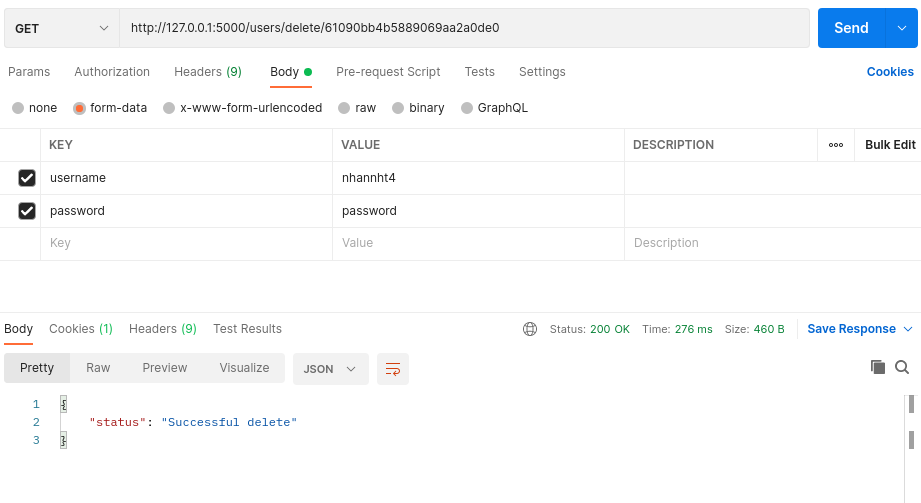 GET http://127.0.0.1:5000/users/delete/61090bb4b5889069aa2a0de0 Send
Params Authorization Headers (9) Body Pre-request Script Tests Settings Cookies
none form-data x-www-form-urlencoded raw binary GraphQL
KEY VALUE DESCRIPTION ooo Bulk Edit
username nhannht4
password password
Key Value Description
Body Cookies (1) Headers (9) Test Results Status: 200 OK Time: 276 ms Size: 460 B Save Response
Pretty Raw Preview Visualize JSON
1 {
2 "status": "Successful delete"
3 }